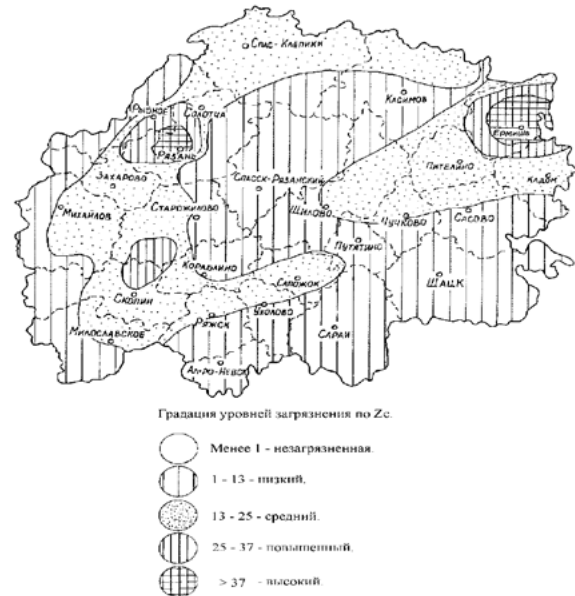 Спас-Клепики
Касимов
Рыбное
Солотча
Ермишь
Рязань
Пителино
Захарово
Спасск-Рязанский
Кадом
Михайлов
Старожилово
Шилово
Пучково
Сасово
Путятино
Кораблино
Шацк
Скопин
Сапожок
Ухолово
Ряжск
Милославское
Сараи
Ал-ро-Невск
Градация уровней загрязнения по Zc.
Менее 1 - незагрязненная.
1 - 13 - низкий.
13 - 25 - средний.
25 - 37 - повышенный.
> 37 - высокий.